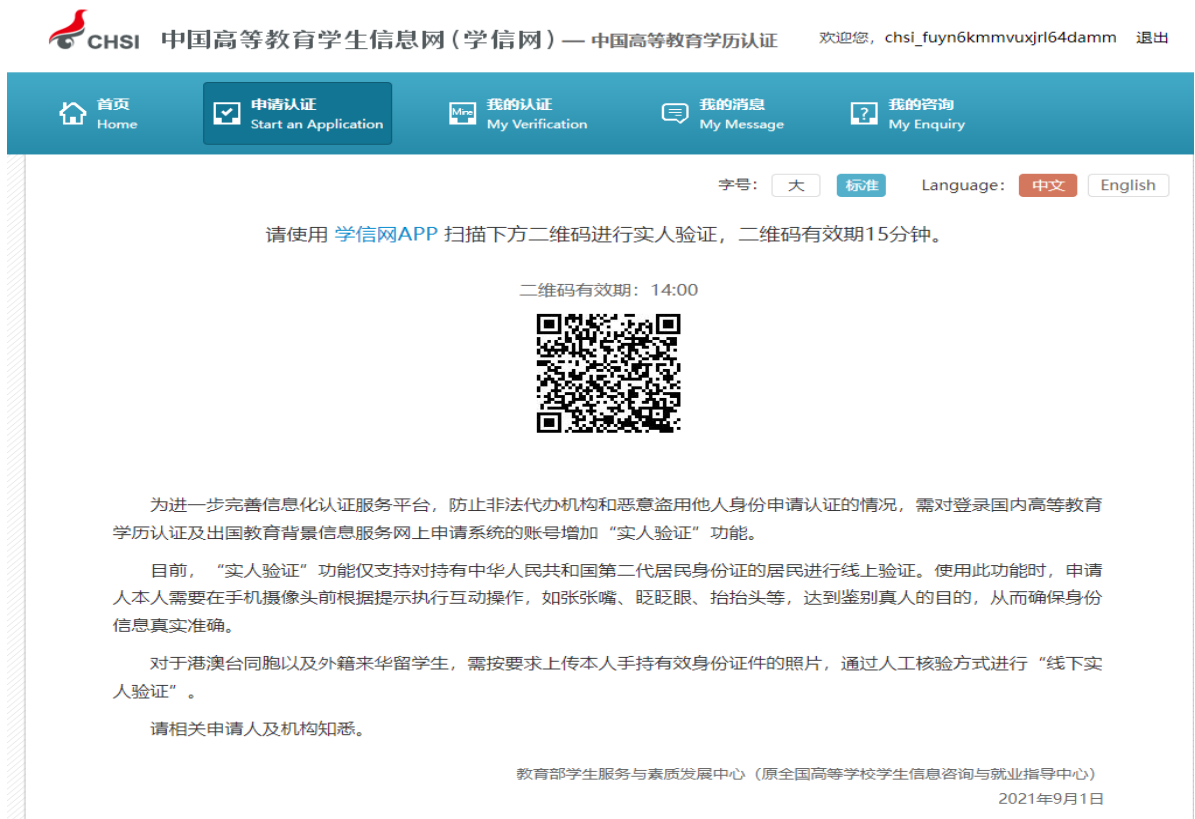 CHSI 中国高等教育学生信息网(学信网) — 中国高等教育学历认证 欢迎您，chsi_fuyn6kmmvuxjrl64damm 退出
首页 申请认证 Mine 我的认证 我的消息 ? 我的咨询
Home Start an Application My Verification My Message My Enquiry
字号： 大 标准 Language： 中文 English
请使用 学信网APP 扫描下方二维码进行实人验证，二维码有效期15分钟。
二维码有效期：14:00
为进一步完善信息化认证服务平台，防止非法代办机构和恶意盗用他人身份申请认证的情况，需对登录国内高等教育
学历认证及出国教育背景信息服务网上申请系统的账号增加“实人验证”功能。
目前，“实人验证”功能仅支持对持有中华人民共和国第二代居民身份证的居民进行线上验证。使用此功能时，申请
人本人需要在手机摄像头前根据提示执行互动操作，如张张嘴、眨眨眼、抬抬头等，达到鉴别真人的目的，从而确保身份
信息真实准确。
对于港澳台同胞以及外籍来华留学生，需按要求上传本人手持有效身份证件的照片，通过人工核验方式进行“线下实
人验证”。
请相关申请人及机构知悉。
教育部学生服务与素质发展中心（原全国高等学校学生信息咨询与就业指导中心）
2021年9月1日